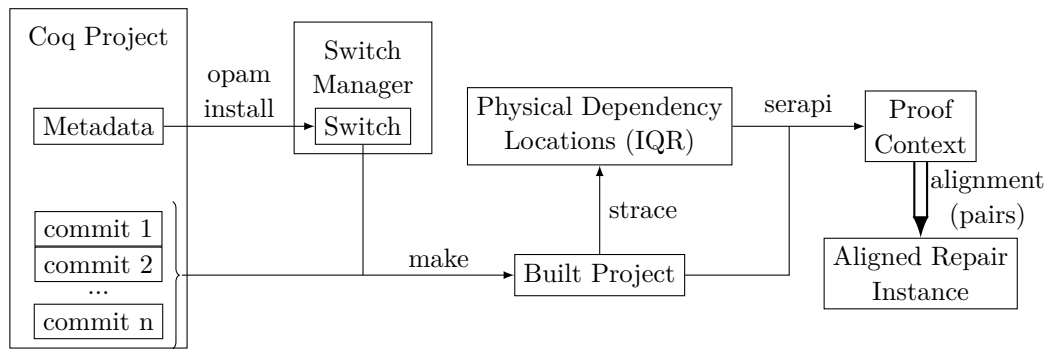 Coq Project
Metadata
commit 1
commit 2
...
commit n
opam
install
Switch
Manager
Switch
make
Physical Dependency
Locations (IQR)
strace
Built Project
serapi
Proof
Context
alignment
(pairs)
Aligned Repair
Instance